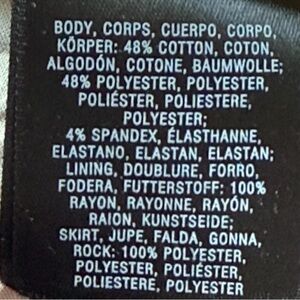 BODY, CORPS, CUERPO, CORPO,
KÖRPER: 48% COTTON, COTON,
ALGODÓN, COTONE, BAUMWOLLE;
48% POLYESTER, POLYESTER,
POLIÉSTER, POLIESTERE,
POLYESTER;
4% SPANDEX, ÉLASTHANNE,
ELASTANO, ELASTAN, ELASTAN;
LINING, DOUBLURE, FORRO,
FODERA, FUTTERSTOFF: 100%
RAYON, RAYONNE, RAYÓN,
RAION, KUNSTSEIDE;
SKIRT, JUPE, FALDA, GONNA,
ROCK: 100% POLYESTER,
POLYESTER, POLIÉSTER,
POLIESTERE, POLYESTER